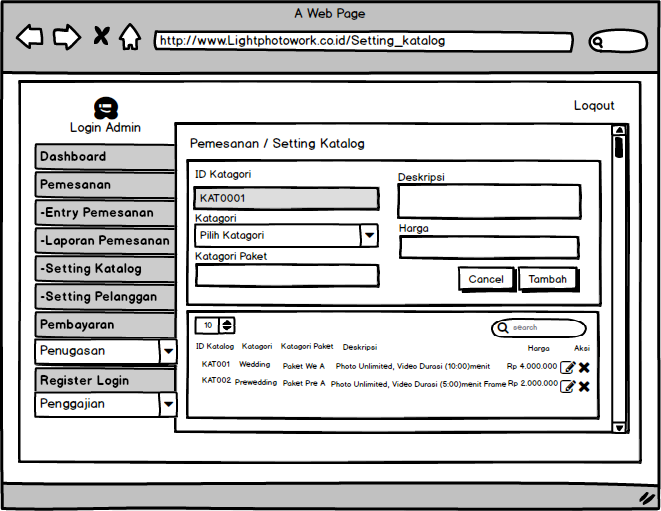 A Web Page
http://www.Lightphotowork.co.id/Setting_katalog
Loqout
Login Admin
Dashboard
Pemesanan
-Entry Pemesanan
-Laporan Pemesanan
-Setting Katalog
-Setting Pelanggan
Pembayaran
Penugasan
Register Login
Penggajian
Pemesanan / Setting Katalog
ID Katagori
KAT0001
Katagori
Pilih Katagori
Katagori Paket
Deskripsi
Harga
Cancel Tambah
10 search
ID Katalog Katagori Katagori Paket Deskripsi Harga Aksi
KAT001 Wedding Paket We A Photo Unlimited, Video Durasi (10:00)menit Rp 4.000.000
KAT002 Prewedding Paket Pre A Photo Unlimited, Video Durasi (5:00)menit Frame Rp 2.000.000